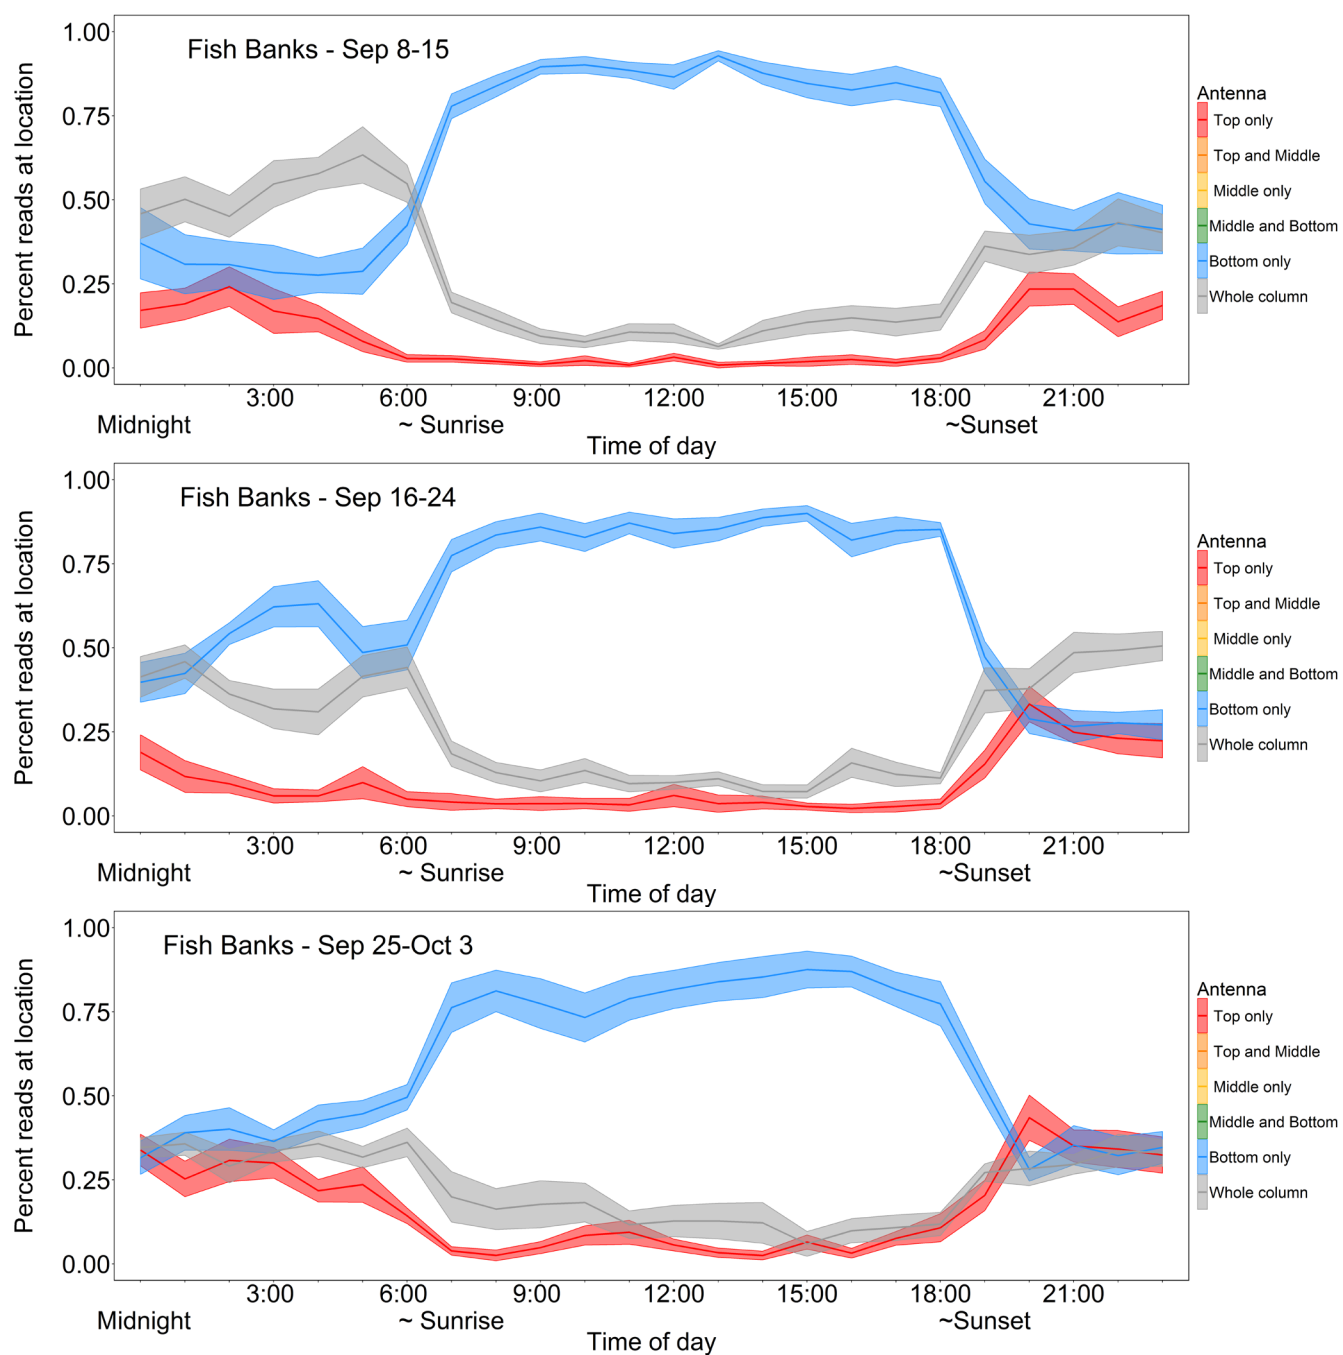 Fish Banks - Sep 8-15
Percent reads at location
1.00
0.75
0.50
0.25
0.00
3:00 6:00 9:00 12:00 15:00 18:00 21:00
Midnight ~ Sunrise ~Sunset
Time of day
Antenna
Top only
Top and Middle
Middle only
Middle and Bottom
Bottom only
Whole column
Fish Banks - Sep 16-24
Percent reads at location
1.00
0.75
0.50
0.25
0.00
3:00 6:00 9:00 12:00 15:00 18:00 21:00
Midnight ~ Sunrise ~Sunset
Time of day
Antenna
Top only
Top and Middle
Middle only
Middle and Bottom
Bottom only
Whole column
Fish Banks - Sep 25-Oct 3
Percent reads at location
1.00
0.75
0.50
0.25
0.00
3:00 6:00 9:00 12:00 15:00 18:00 21:00
Midnight ~ Sunrise ~Sunset
Time of day
Antenna
Top only
Top and Middle
Middle only
Middle and Bottom
Bottom only
Whole column